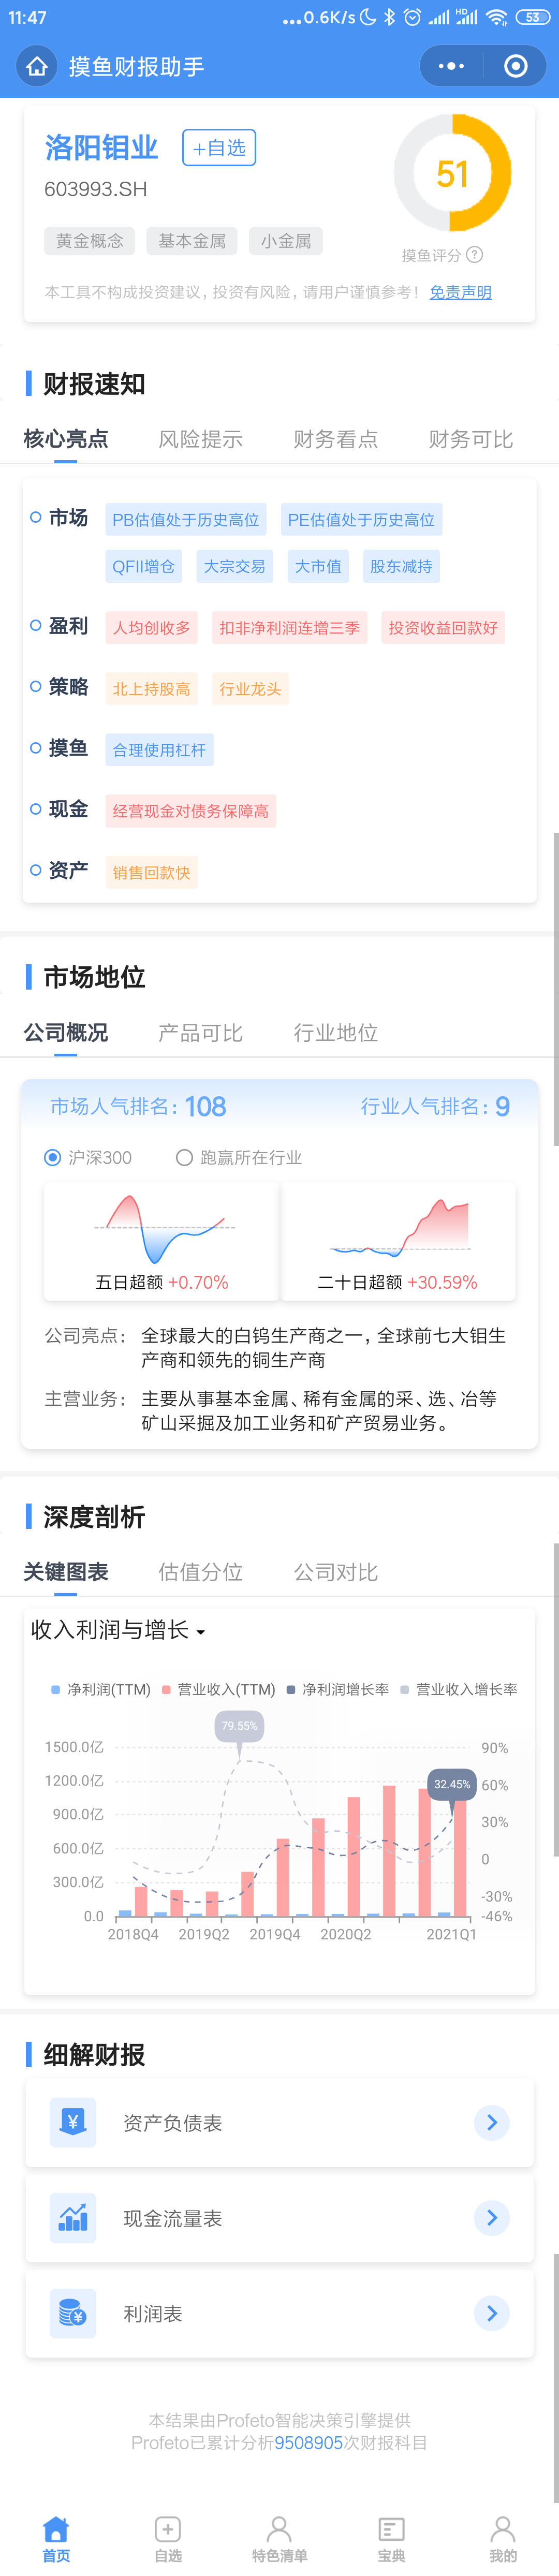 11:47
...0.6K/s
HD
53
摸鱼财报助手
洛阳钼业
+自选
603993.SH
51
黄金概念
基本金属
小金属
摸鱼评分 ?
本工具不构成投资建议，投资有风险，请用户谨慎参考！ 免责声明
财报速知
核心亮点
风险提示
财务看点
财务可比
市场
PB估值处于历史高位
PE估值处于历史高位
QFII增仓
大宗交易
大市值
股东减持
盈利
人均创收多
扣非净利润连增三季
投资收益回款好
策略
北上持股高
行业龙头
摸鱼
合理使用杠杆
现金
经营现金对债务保障高
资产
销售回款快
市场地位
公司概况
产品可比
行业地位
市场人气排名：108
行业人气排名：9
沪深300
跑赢所在行业
五日超额 +0.70%
二十日超额 +30.59%
公司亮点：
全球最大的白钨生产商之一，全球前七大钼生
产商和领先的铜生产商
主营业务：
主要从事基本金属、稀有金属的采、选、冶等
矿山采掘及加工业务和矿产贸易业务。
深度剖析
关键图表
估值分位
公司对比
收入利润与增长
净利润(TTM)
营业收入(TTM)
净利润增长率
营业收入增长率
79.55%
32.45%
1500.0亿
1200.0亿
900.0亿
600.0亿
300.0亿
0.0
90%
60%
30%
0
-30%
-46%
2018Q4
2019Q2
2019Q4
2020Q2
2021Q1
细解财报
资产负债表
现金流量表
利润表
本结果由Profeto智能决策引擎提供
Profeto已累计分析9508905次财报科目
首页
自选
特色清单
宝典
我的